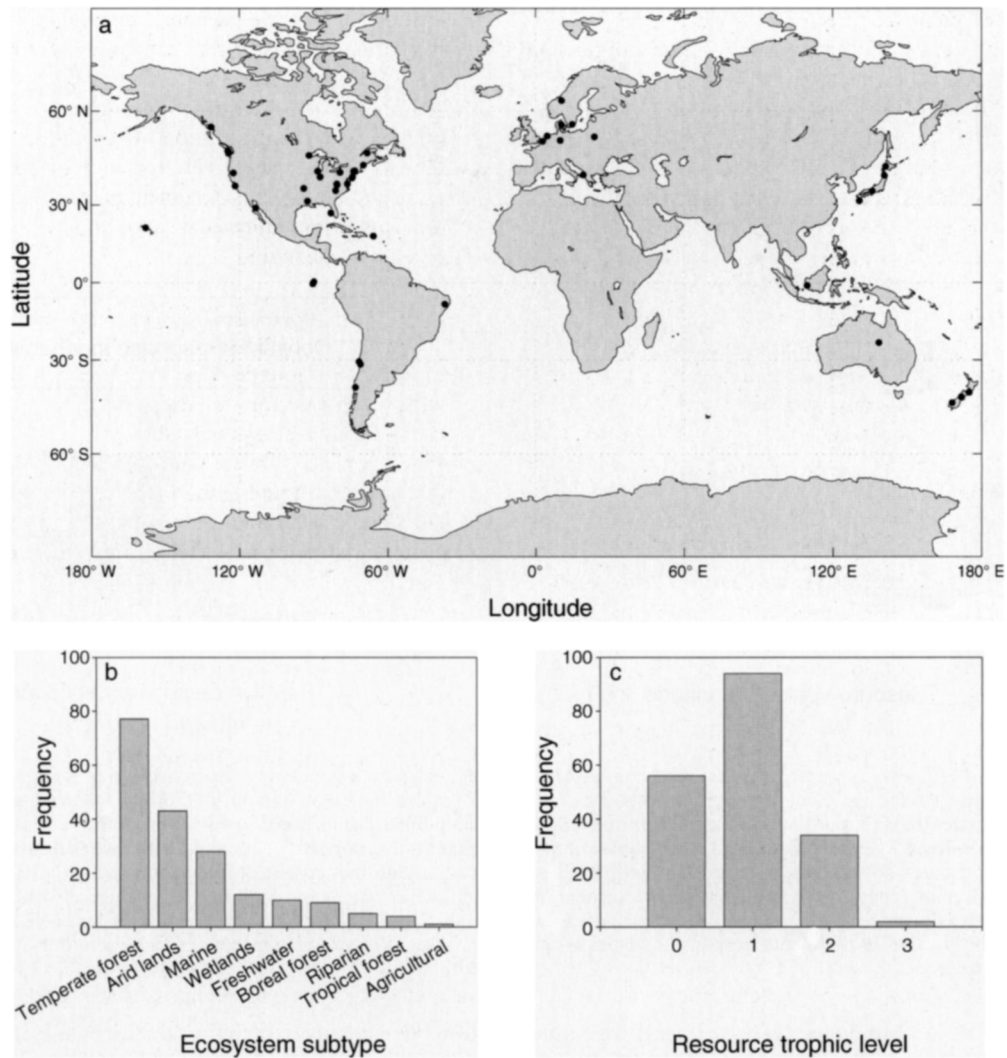 a
60° N
30° N
0°
30° S
60° S
Latitude
180° W
120° W
60° W
0
60° E
120° E
180° E
Longitude
b
100
80
60
40
20
0
Frequency
Temperate forest
Arid lands
Marine
Wetlands
Freshwater
Boreal forest
Riparian
Tropical forest
Agricultural
Ecosystem subtype
c
100
80
60
40
20
0
Frequency
0
1
2
3
Resource trophic level